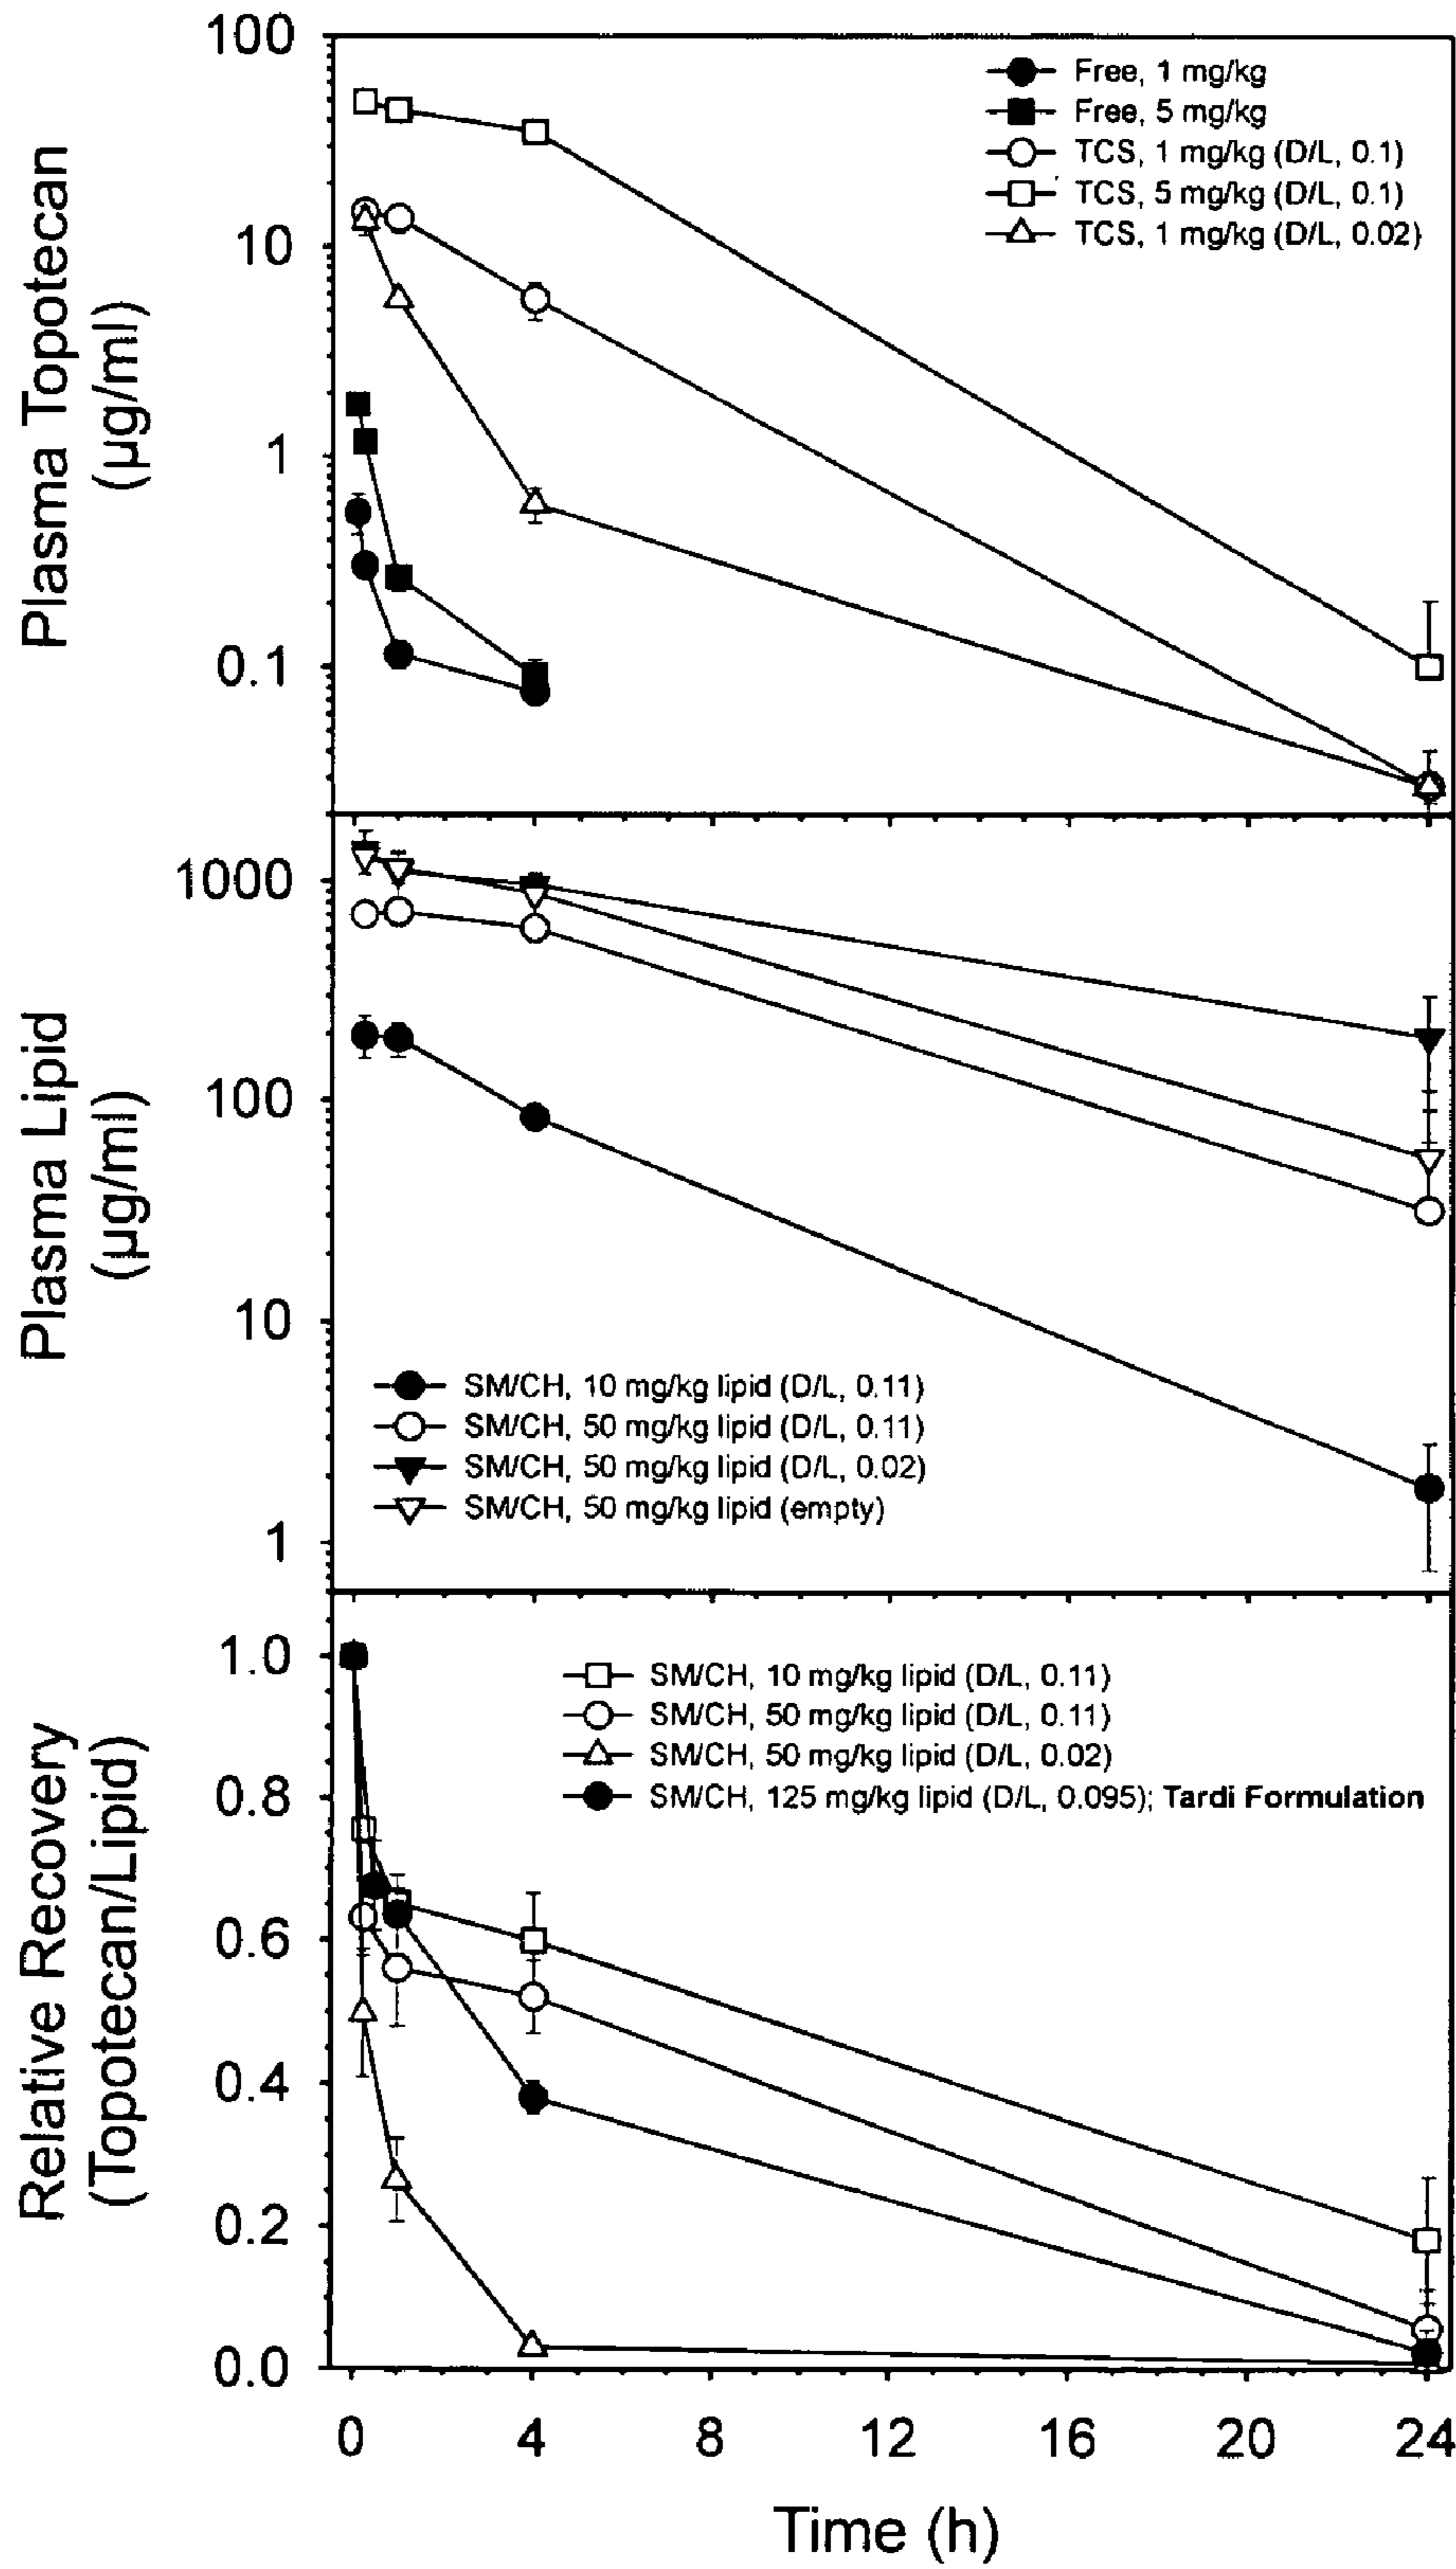 100
10
1
0.1
Plasma Topotecan
(µg/ml)
Free, 1 mg/kg
Free, 5 mg/kg
TCS, 1 mg/kg (D/L, 0.1)
TCS, 5 mg/kg (D/L, 0.1)
TCS, 1 mg/kg (D/L, 0.02)
1000
100
10
1
Plasma Lipid
(µg/ml)
SM/CH, 10 mg/kg lipid (D/L, 0.11)
SM/CH, 50 mg/kg lipid (D/L, 0.11)
SM/CH, 50 mg/kg lipid (D/L, 0.02)
SM/CH, 50 mg/kg lipid (empty)
1.0
0.8
0.6
0.4
0.2
0.0
Relative Recovery
(Topotecan/Lipid)
SM/CH, 10 mg/kg lipid (D/L, 0.11)
SM/CH, 50 mg/kg lipid (D/L, 0.11)
SM/CH, 50 mg/kg lipid (D/L, 0.02)
SM/CH, 125 mg/kg lipid (D/L, 0.095); Tardi Formulation
0 4 8 12 16 20 24
Time (h)